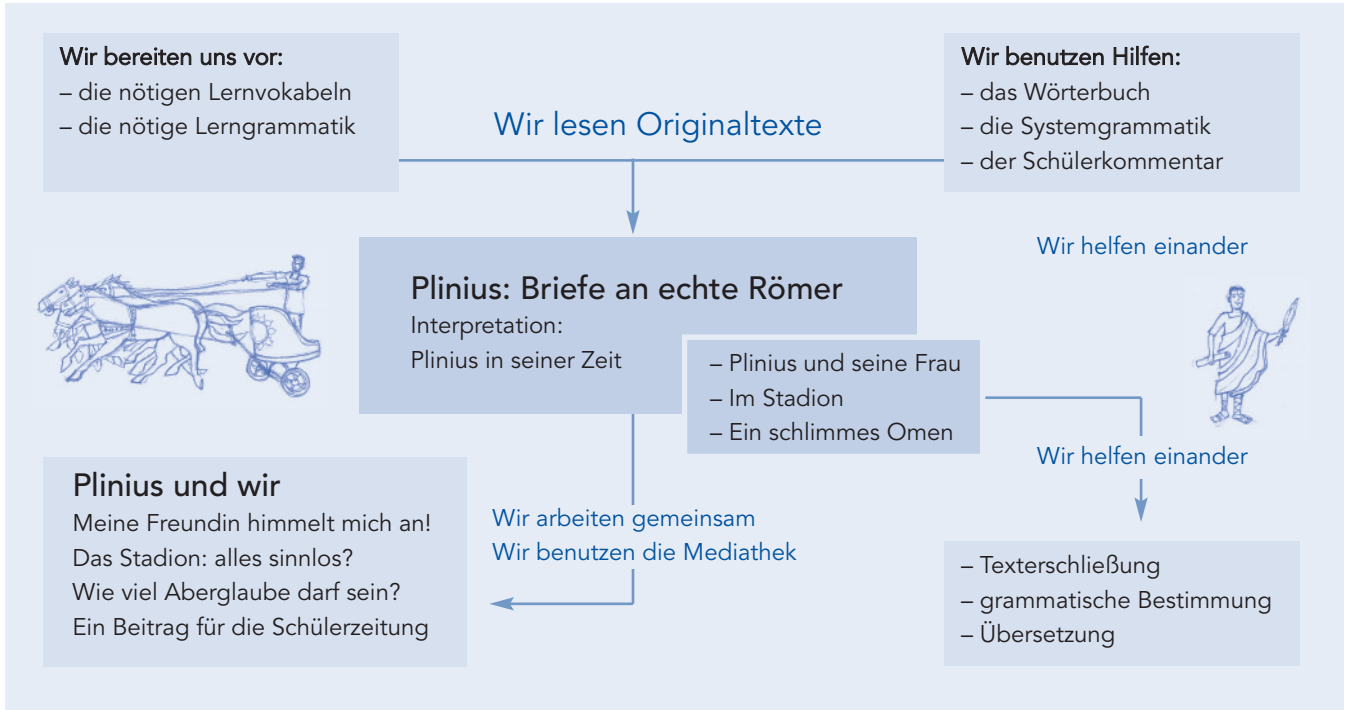 Wir bereiten uns vor:
– die nötigen Lernvokabeln
– die nötige Lerngrammatik
Wir lesen Originaltexte
Wir benutzen Hilfen:
– das Wörterbuch
– die Systemgrammatik
– der Schülerkommentar
Wir helfen einander
Plinius: Briefe an echte Römer
Interpretation:
Plinius in seiner Zeit
– Plinius und seine Frau
– Im Stadion
– Ein schlimmes Omen
Wir helfen einander
Plinius und wir
Meine Freundin himmelt mich an!
Das Stadion: alles sinnlos?
Wie viel Aberglaube darf sein?
Ein Beitrag für die Schülerzeitung
Wir arbeiten gemeinsam
Wir benutzen die Mediathek
– Texterschließung
– grammatische Bestimmung
– Übersetzung